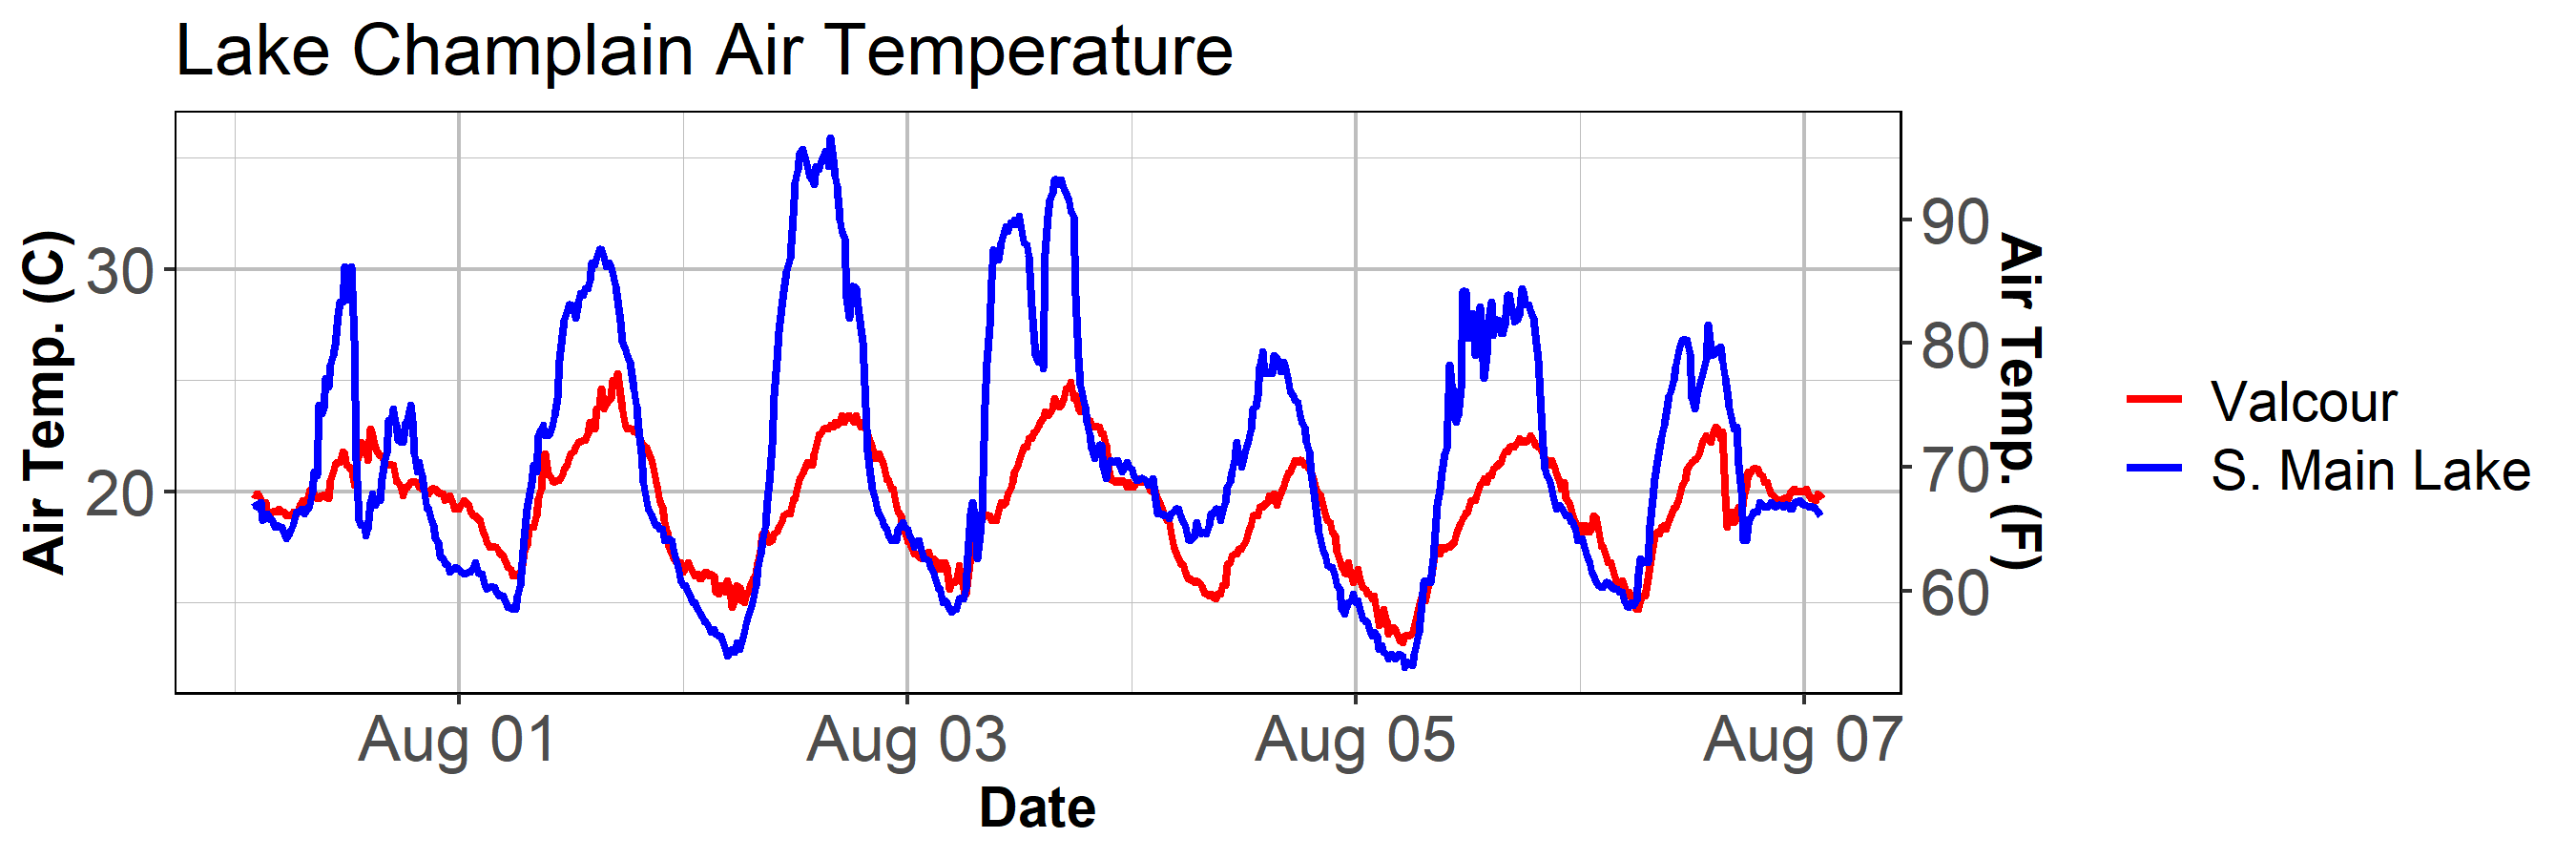 Lake Champlain Air Temperature
Air Temp. (C)
30
20
90
80
70
60
Air Temp. (F)
Valcour
S. Main Lake
Aug 01
Aug 03
Aug 05
Aug 07
Date